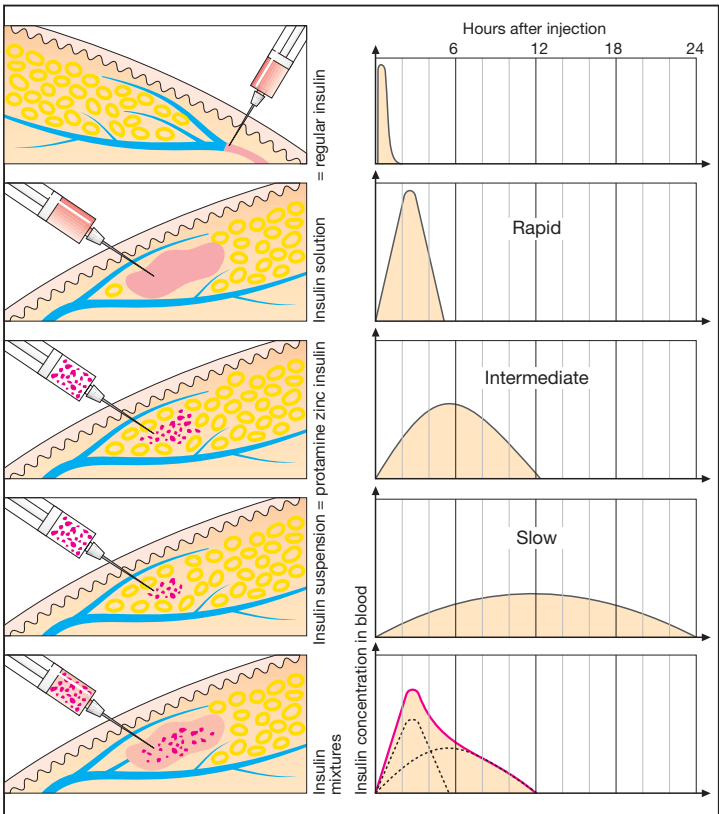 Hours after injection
6 12 18 24
Insulin solution = regular insulin
Rapid
Insulin suspension = protamine zinc insulin
Intermediate
Slow
Insulin
mixtures
Insulin concentration in blood